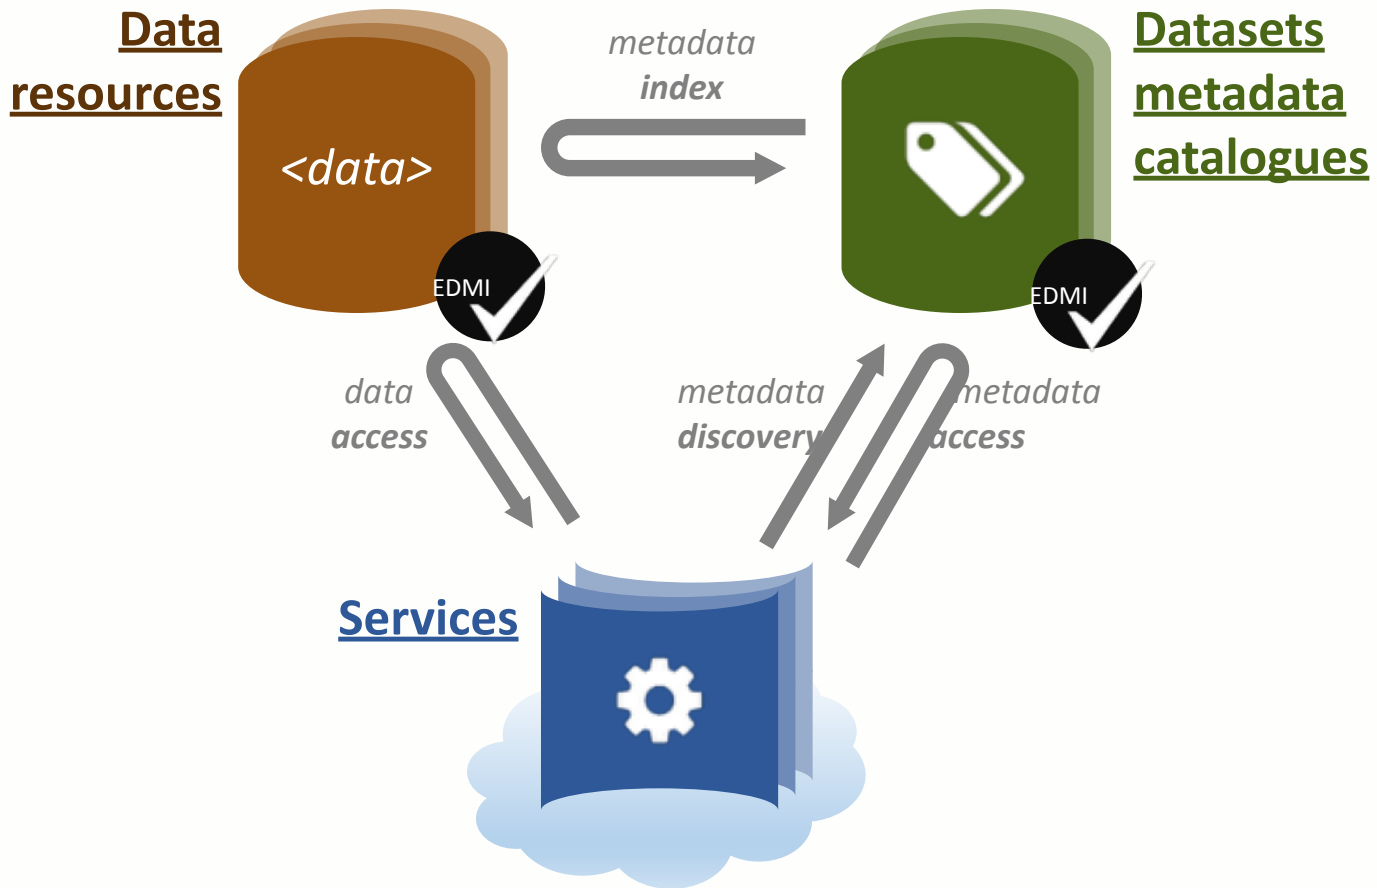 Data
resources
<data>
EDMI
metadata
index
Datasets
metadata
catalogues
EDMI
data
access
metadata
discovery
metadata
access
Services